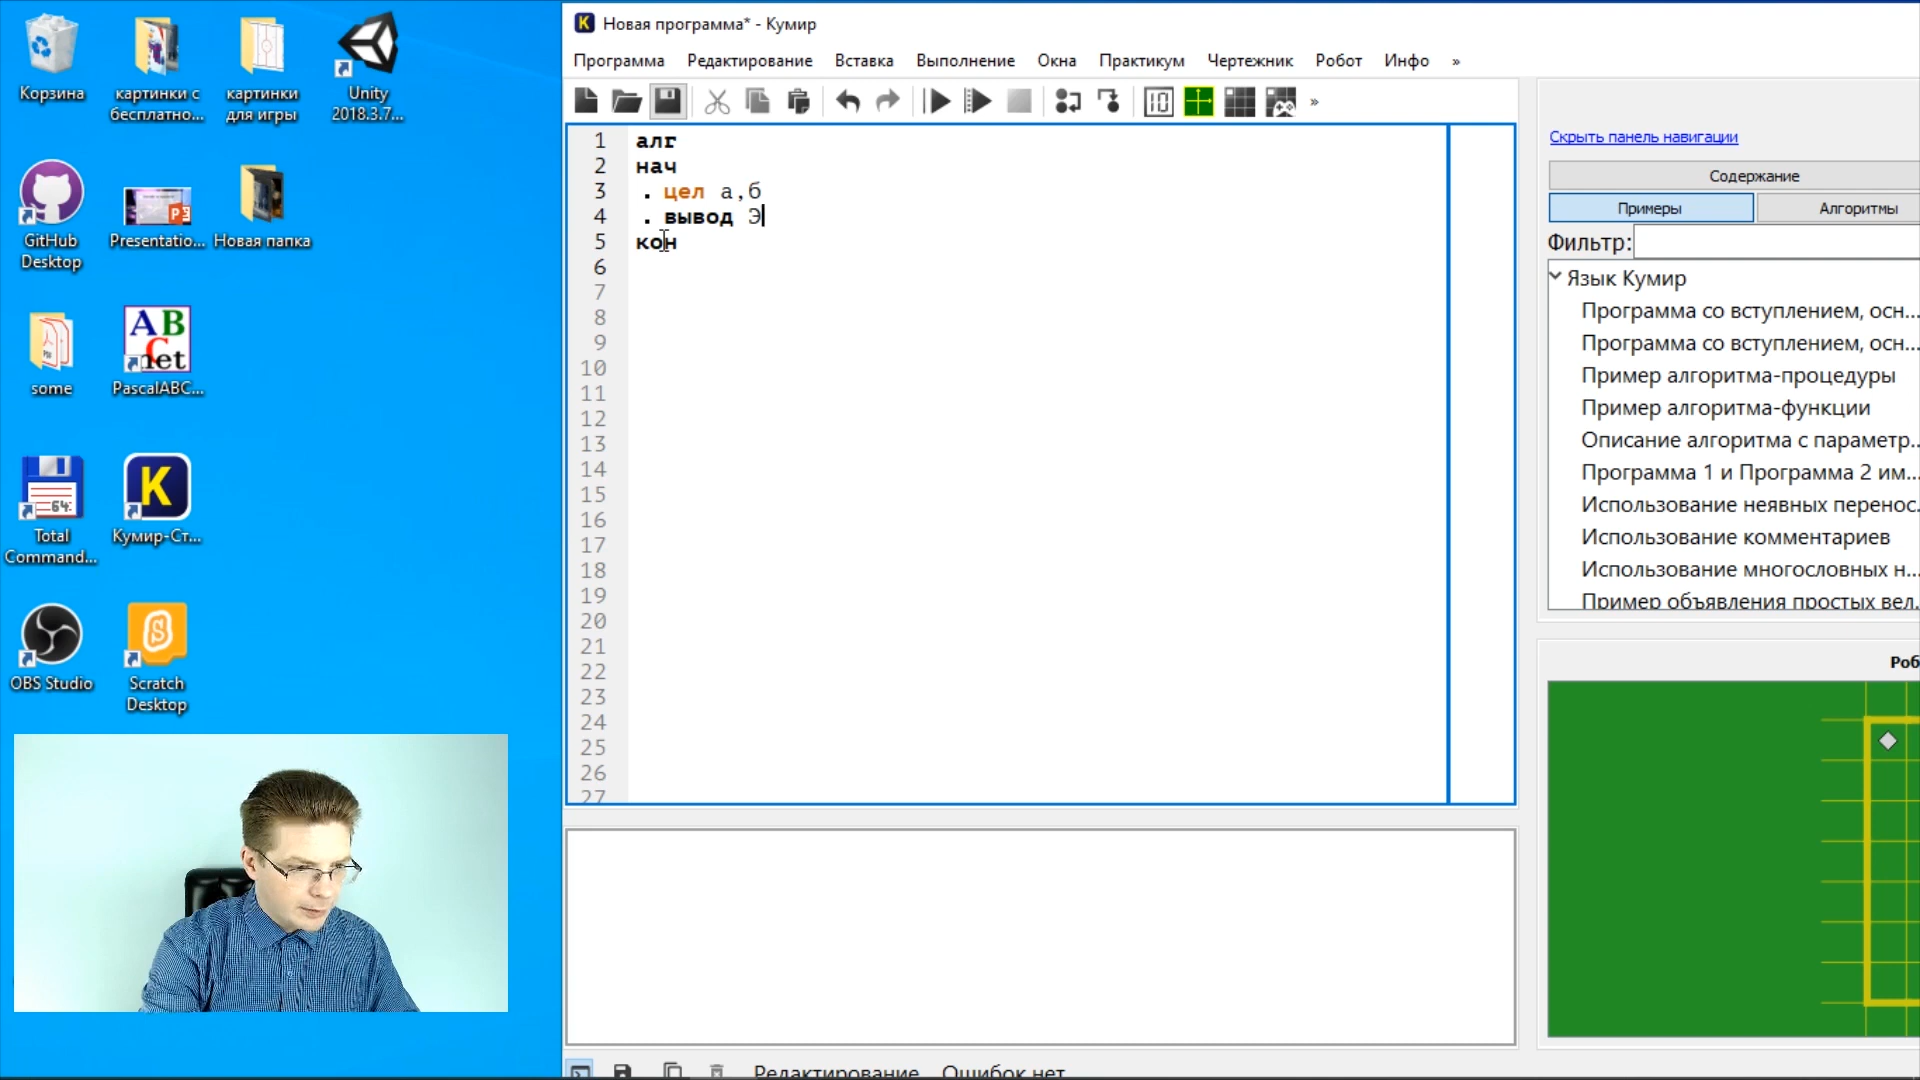 Корзина
картинки с
бесплатно...
картинки
для игры
Unity
2018.3.7...
GitHub
Desktop
Presentatio...
Новая папка
some
PascalABC...
Total
Command...
Кумир-Ст...
OBS Studio
Scratch
Desktop
Новая программа* - Кумир
Программа Редактирование Вставка Выполнение Окна Практикум Чертежник Робот Инфо »
1 алг
2 нач
3 . цел а,б
4 . вывод Э
5 кон
6
7
8
9
10
11
12
13
14
15
16
17
18
19
20
21
22
23
24
25
26
27
Скрыть панель навигации
Содержание
Примеры Алгоритмы
Фильтр:
Язык Кумир
Программа со вступлением, осн...
Программа со вступлением, осн...
Пример алгоритма-процедуры
Пример алгоритма-функции
Описание алгоритма с параметр...
Программа 1 и Программа 2 им...
Использование неявных перенос...
Использование комментариев
Использование многословных н...
Пример объявления простых вел...
Роб
Редактирование Ошибок нет